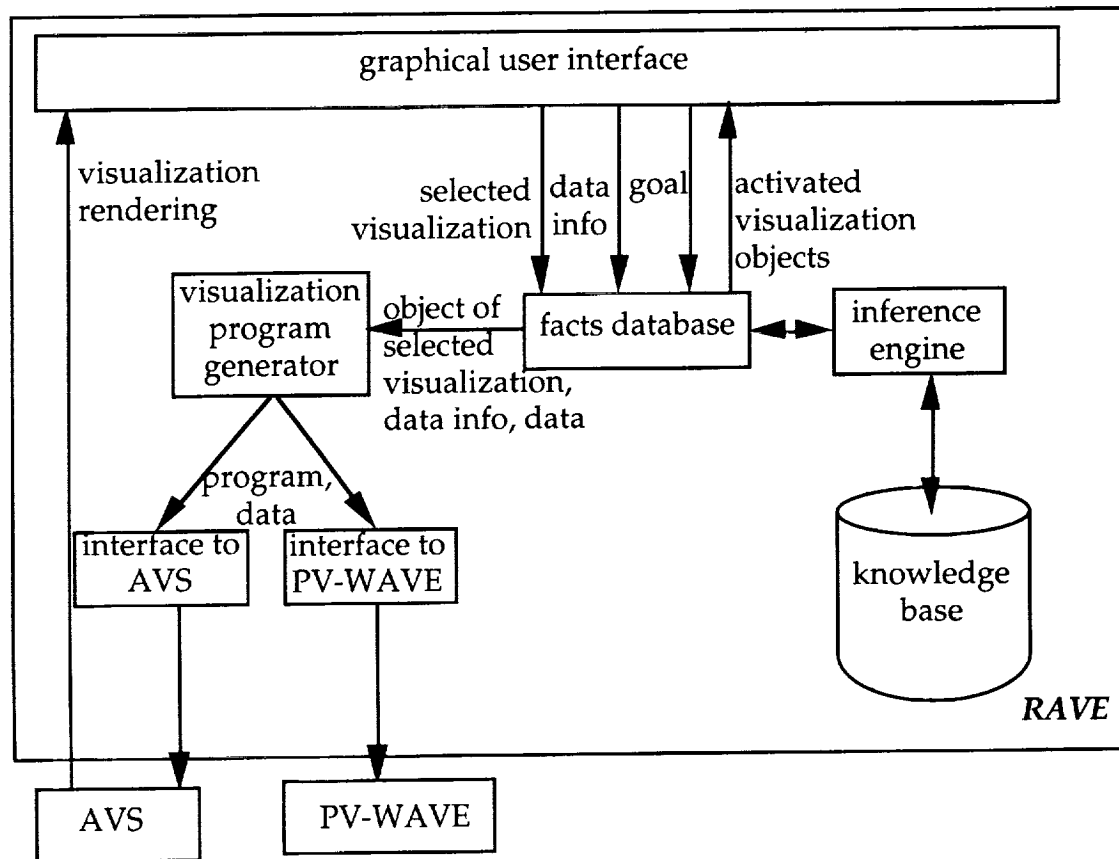 graphical user interface
visualization
rendering
selected
visualization
data
info
goal
activated
visualization
objects
visualization
program
generator
object of
selected
visualization,
data info, data
facts database
inference
engine
program,
data
interface to
AVS
interface to
PV-WAVE
knowledge
base
RAVE
AVS
PV-WAVE